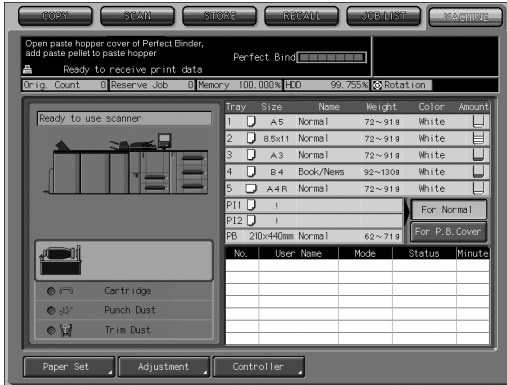 COPY SCAN STORE RECALL JOB LIST MACHINE
Open paste hopper cover of Perfect Binder,
add paste pellet to paste hopper
Perfect Bind
Ready to receive print data
Orig. Count 0 Reserve Job 0 Memory 100.000% HDD 99.755% Rotation
Ready to use scanner
Tray Size Name Weight Color Amount
1 A5 Normal 72~91g White
2 8.5x11 Normal 72~91g White
3 A3 Normal 72~91g White
4 B4 Book/News 92~130g White
5 A4R Normal 72~91g White
PI1 !
PI2 !
PB 210x440mm Normal 62~71g
For Normal
For P.B.Cover
No. User Name Mode Status Minute
Cartridge
Punch Dust
Trim Dust
Paper Set Adjustment Controller